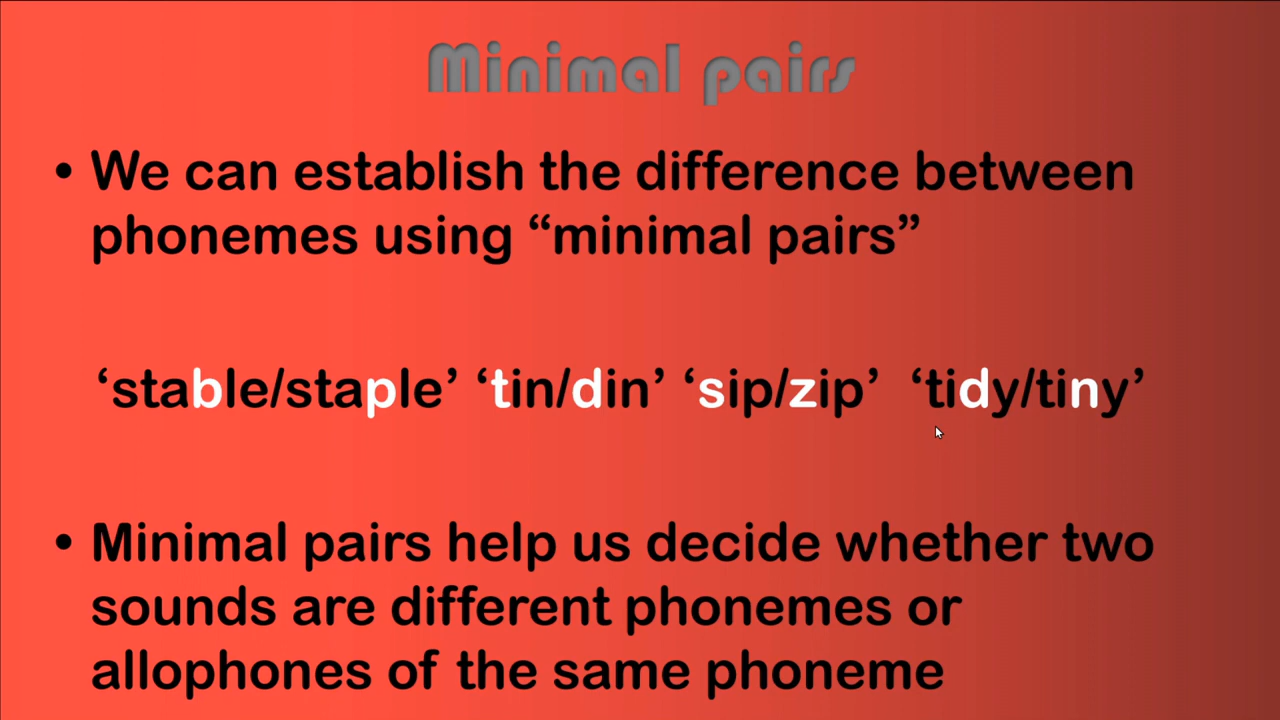 Minimal pairs
• We can establish the difference between
phonemes using “minimal pairs”
‘stable/staple’ ‘tin/din’ ‘sip/zip’ ‘tidy/tiny’
• Minimal pairs help us decide whether two
sounds are different phonemes or
allophones of the same phoneme